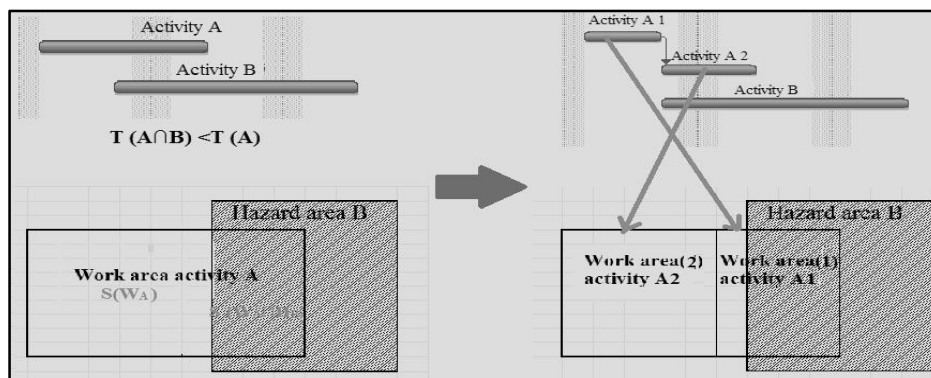 Activity A
Activity B
T (A∩B) <T (A)
Hazard area B
Work area activity A
S(WA)
Activity A 1
Activity A 2
Activity B
Hazard area B
Work area(2)
activity A2
Work area(1)
activity A1